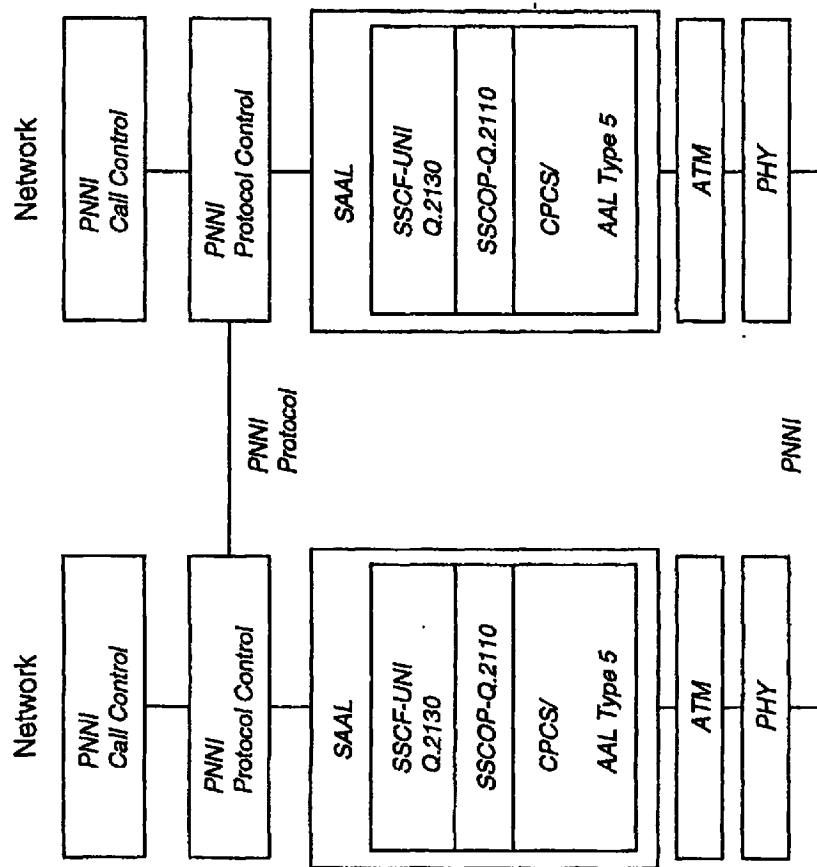 Network
PNNI
Call Control
PNNI
Protocol Control
SAAL
SSCF-UNI
Q.2130
SSCOP-Q.2110
CPCS/
AAL Type 5
ATM
PHY
PNNI
Protocol
PNNI
Network
PNNI
Call Control
PNNI
Protocol Control
SAAL
SSCF-UNI
Q.2130
SSCOP-Q.2110
CPCS/
AAL Type 5
ATM
PHY